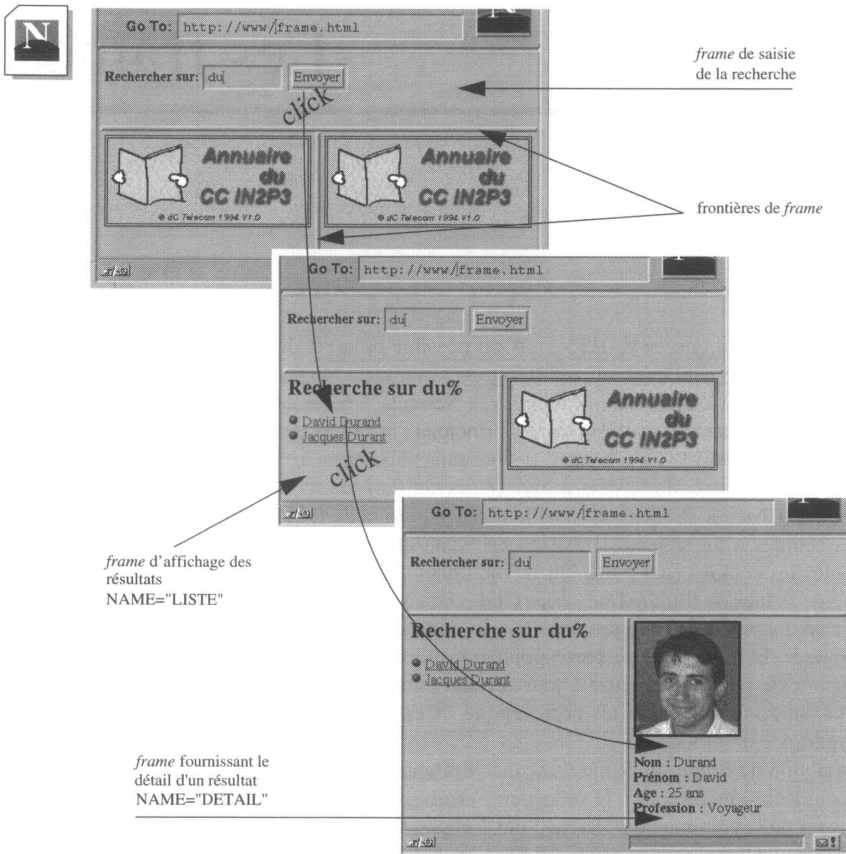 N
N
Go To: http://www/frame.html
Rechercher sur: du
Envoyer
click
frame de saisie
de la recherche
Annuaire
du
CC IN2P3
© dC Telecom 1994 V1.0
Annuaire
du
CC IN2P3
© dC Telecom 1994 V1.0
frontières de frame
Go To: http://www/frame.html
Rechercher sur: du
Envoyer
Recherche sur du%
David Durand
Jacques Durant
click
Annuaire
du
CC IN2P3
© dC Telecom 1994 V1.0
frame d'affichage des
résultats
NAME="LISTE"
Go To: http://www/frame.html
Rechercher sur: du
Envoyer
Recherche sur du%
David Durand
Jacques Durant
Nom : Durand
Prénom : David
Age : 25 ans
Profession : Voyageur
frame fournissant le
détail d'un résultat
NAME="DETAIL"